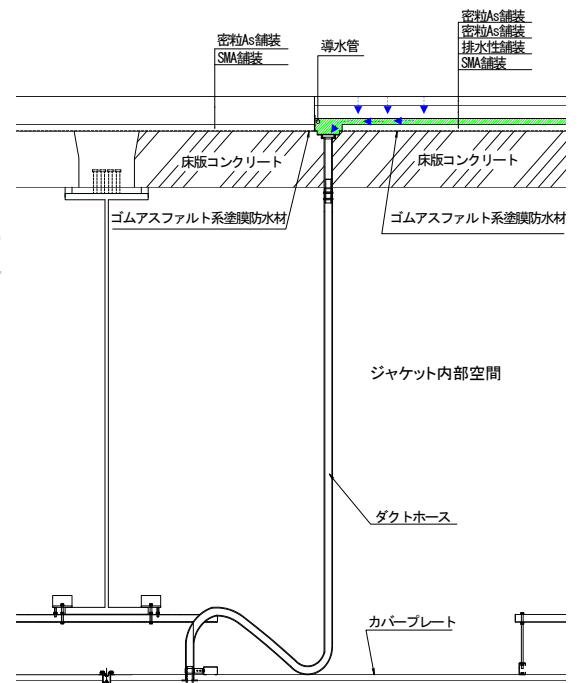 密粒As舗装
密粒As舗装
排水性舗装
SMA舗装
密粒As舗装
SMA舗装
導水管
床版コンクリート
床版コンクリート
ゴムアスファルト系塗膜防水材
ゴムアスファルト系塗膜防水材
ジャケット内部空間
ダクトホース
カバープレート